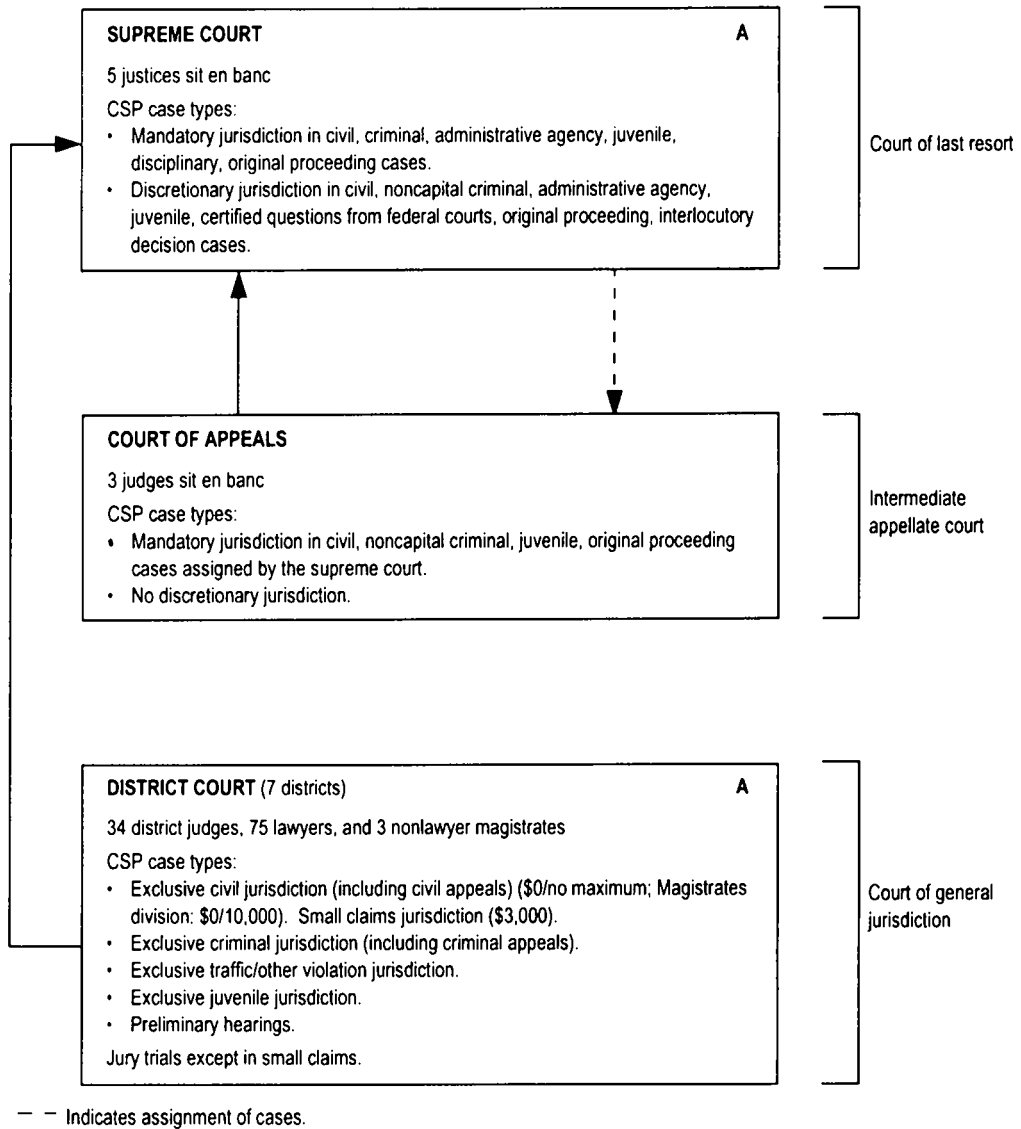 SUPREME COURT A
5 justices sit en banc
CSP case types:
• Mandatory jurisdiction in civil, criminal, administrative agency, juvenile,
disciplinary, original proceeding cases.
• Discretionary jurisdiction in civil, noncapital criminal, administrative agency,
juvenile, certified questions from federal courts, original proceeding, interlocutory
decision cases.
Court of last resort
COURT OF APPEALS
3 judges sit en banc
CSP case types:
• Mandatory jurisdiction in civil, noncapital criminal, juvenile, original proceeding
cases assigned by the supreme court.
• No discretionary jurisdiction.
Intermediate
appellate court
DISTRICT COURT (7 districts) A
34 district judges, 75 lawyers, and 3 nonlawyer magistrates
CSP case types:
• Exclusive civil jurisdiction (including civil appeals) ($0/no maximum; Magistrates
division: $0/10,000). Small claims jurisdiction ($3,000).
• Exclusive criminal jurisdiction (including criminal appeals).
• Exclusive traffic/other violation jurisdiction.
• Exclusive juvenile jurisdiction.
• Preliminary hearings.
Jury trials except in small claims.
Court of general
jurisdiction
– – Indicates assignment of cases.